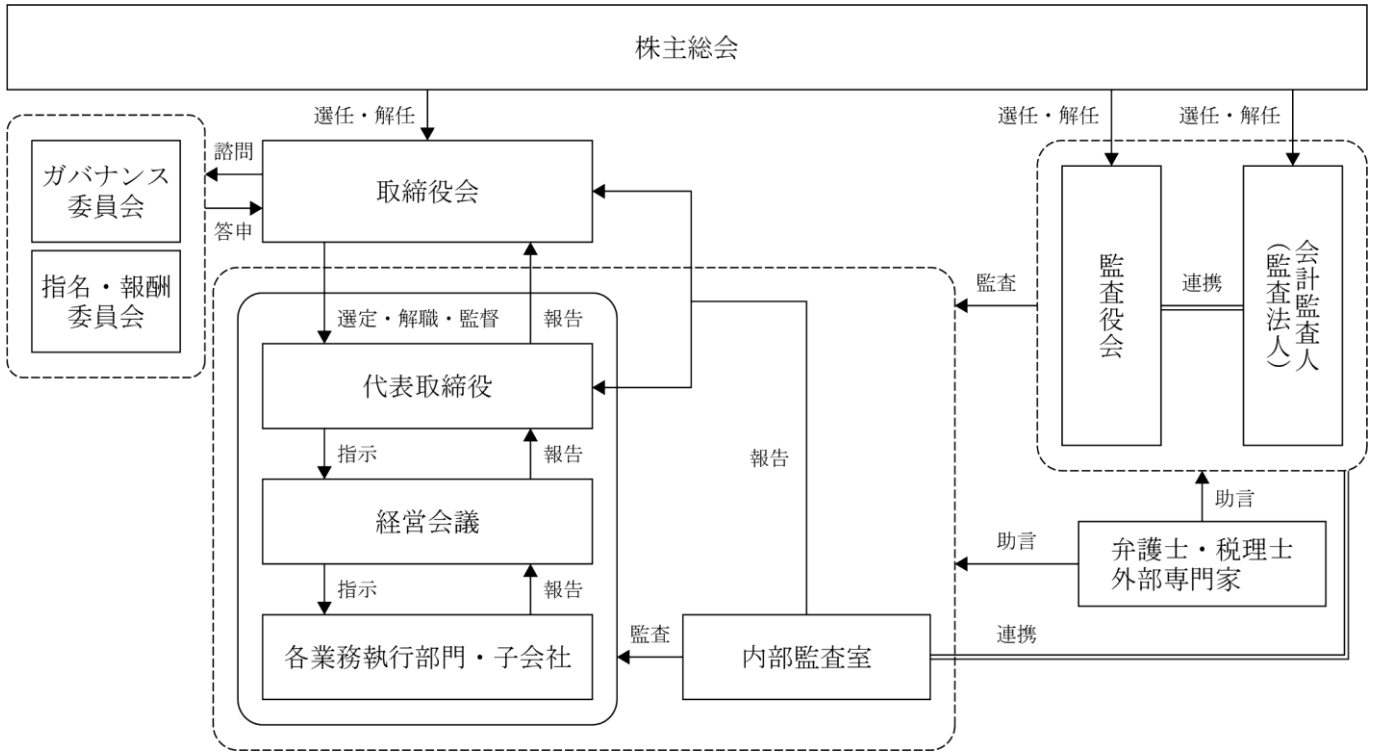 株主総会
選任・解任
選任・解任
選任・解任
ガバナンス
委員会
指名・報酬
委員会
諮問
答申
取締役会
監査役会
連携
会計監査人
(監査法人)
監査
選定・解職・監督
報告
代表取締役
指示
報告
報告
経営会議
助言
助言
弁護士・税理士
外部専門家
指示
報告
各業務執行部門・子会社
監査
内部監査室
連携